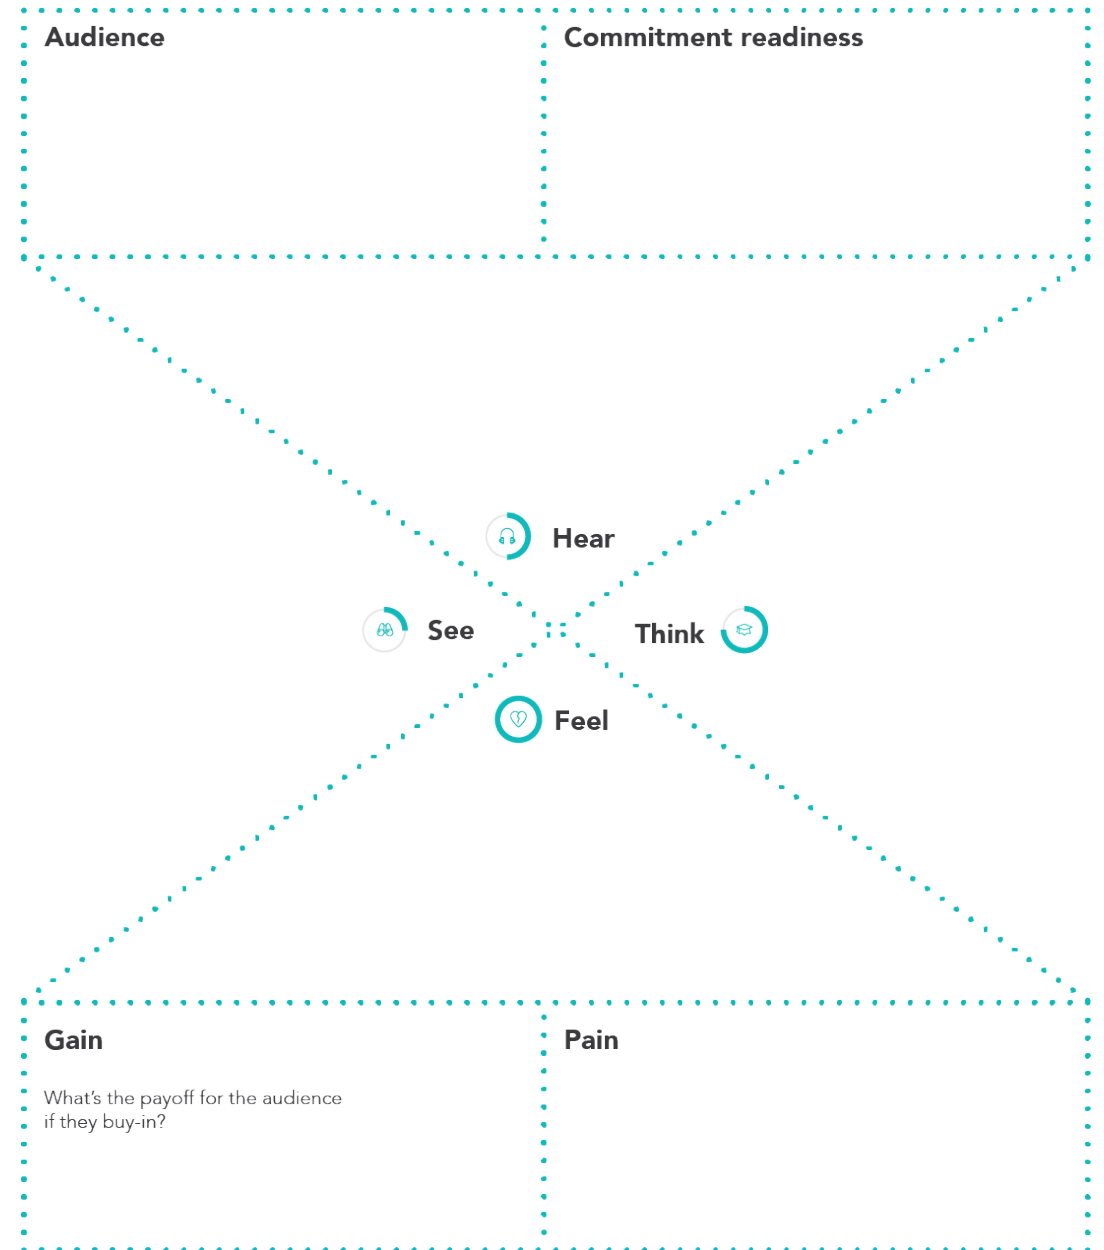 Audience
Commitment readiness
Hear
See
Think
Feel
Gain
Pain
What's the payoff for the audience
if they buy-in?